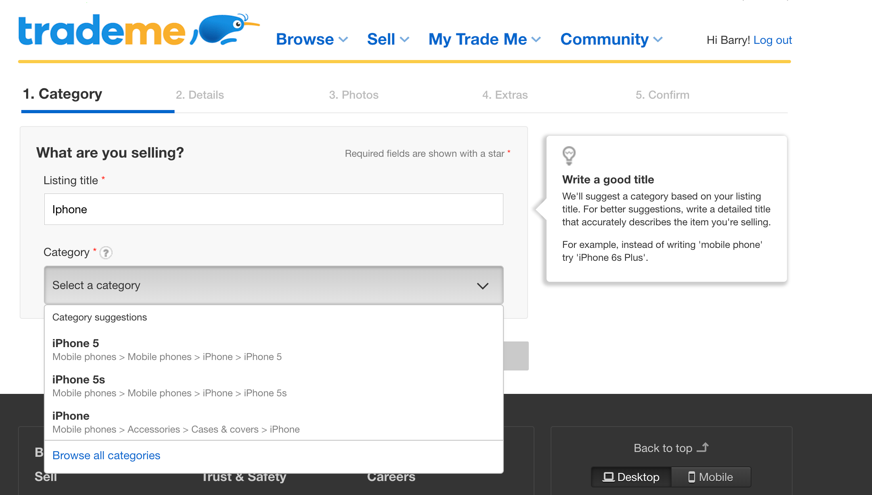 trademe
Browse Sell My Trade Me Community Hi Barry! Log out
1. Category 2. Details 3. Photos 4. Extras 5. Confirm
What are you selling? Required fields are shown with a star *
Listing title *
Iphone
Category * ?
Select a category
Category suggestions
iPhone 5
Mobile phones > Mobile phones > iPhone > iPhone 5
iPhone 5s
Mobile phones > Mobile phones > iPhone > iPhone 5s
iPhone
Mobile phones > Accessories > Cases & covers > iPhone
Browse all categories
Write a good title
We'll suggest a category based on your listing
title. For better suggestions, write a detailed title
that accurately describes the item you're selling.
For example, instead of writing 'mobile phone'
try 'iPhone 6s Plus'.
Sell Trust & Safety Careers
Back to top
Desktop Mobile